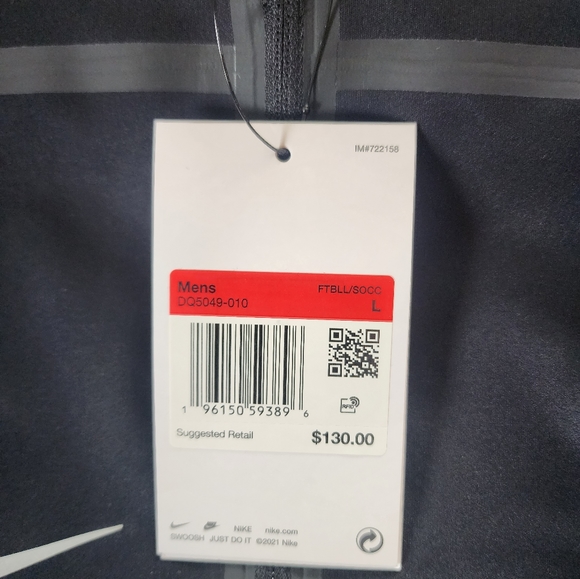 IM#722158
Mens FTBLL/SOCC
DQ5049-010 L
1 96150 59389 6
RFID
Suggested Retail $130.00
NIKE nike.com
SWOOSH JUST DO IT ©2021 Nike